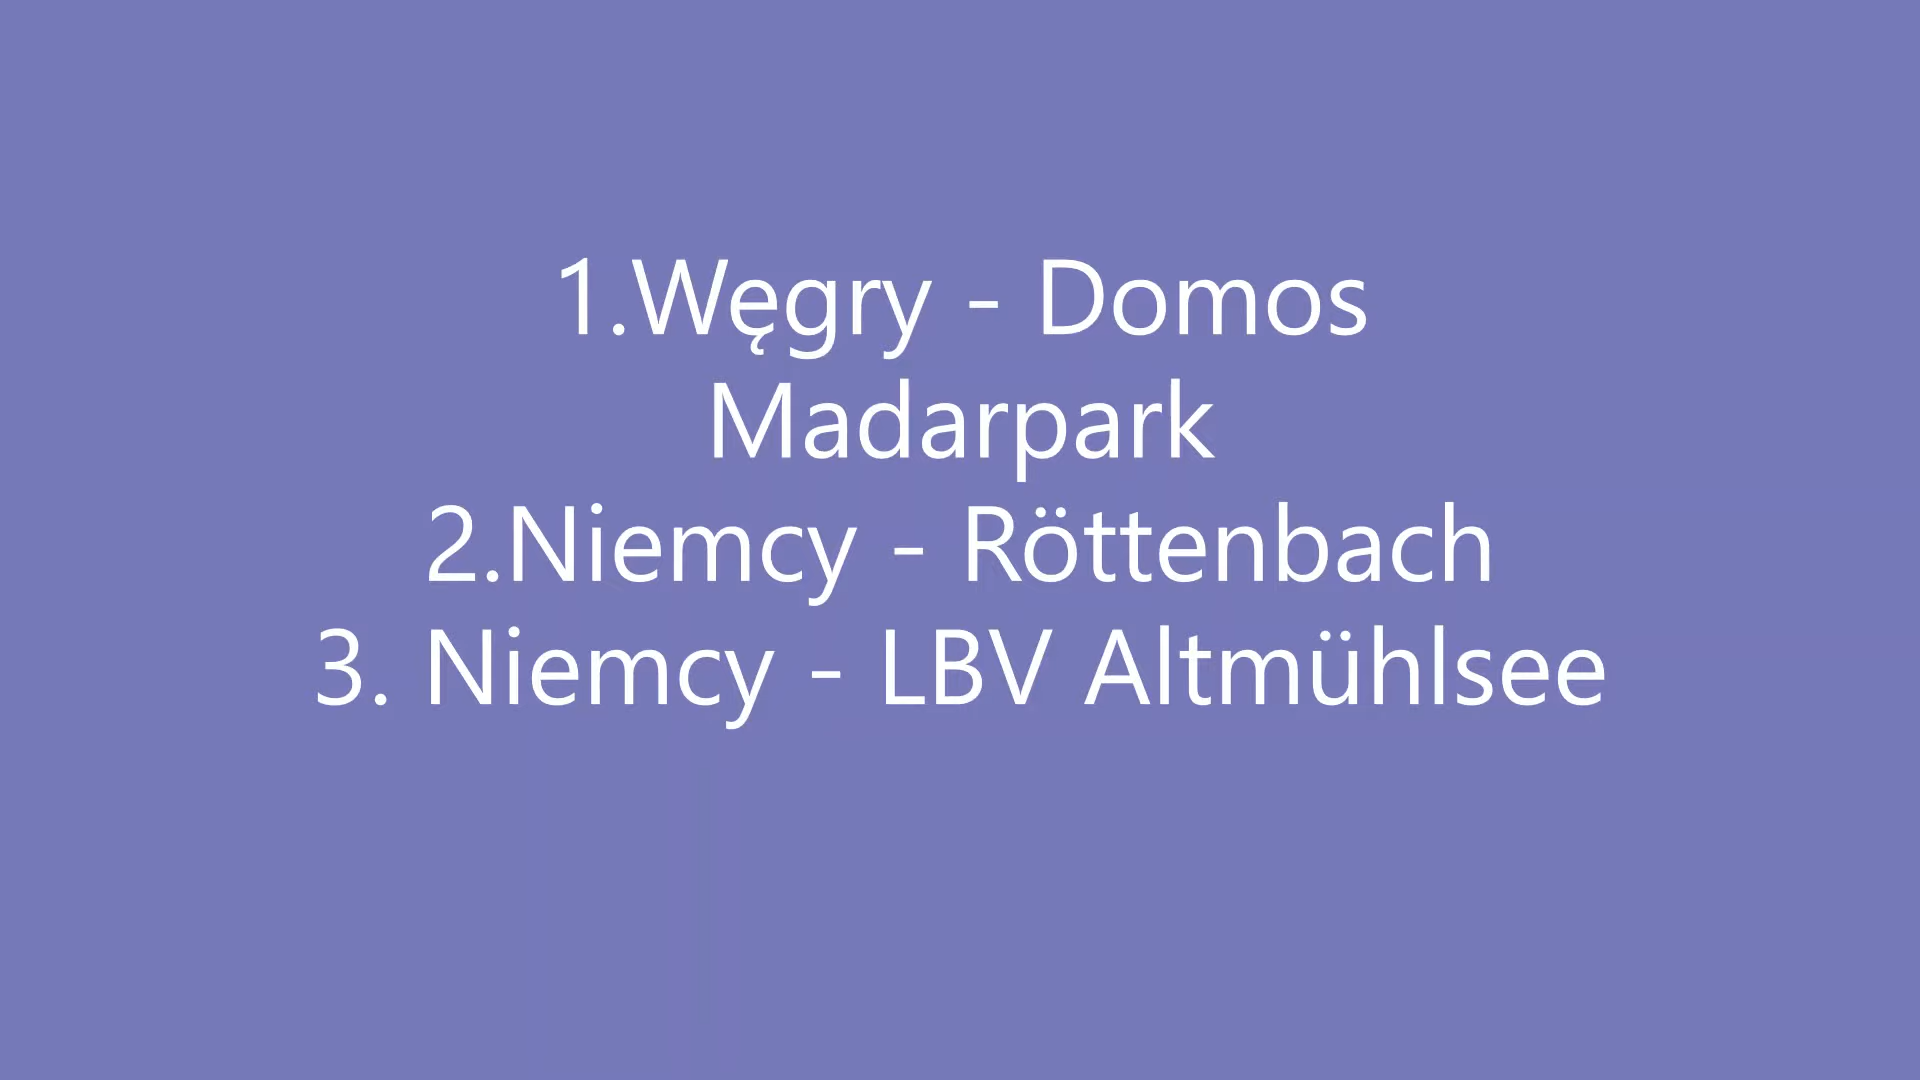 1.Węgry - Domos
Madarpark
2.Niemcy - Röttenbach
3. Niemcy - LBV Altmühlsee